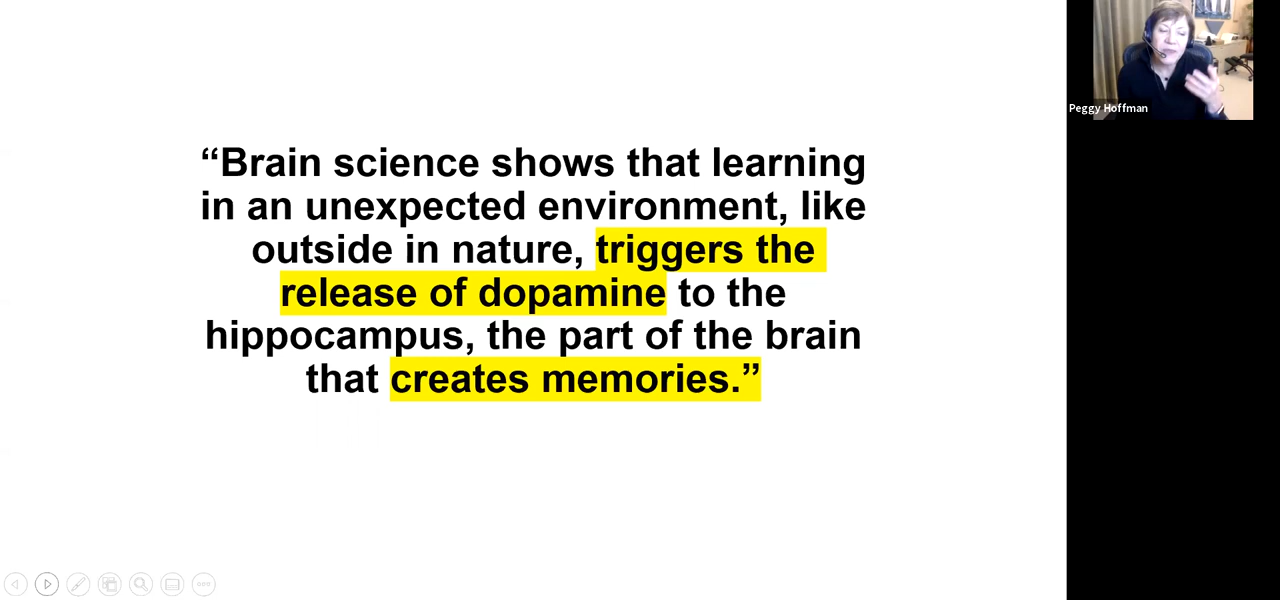 “Brain science shows that learning
in an unexpected environment, like
outside in nature, triggers the
release of dopamine to the
hippocampus, the part of the brain
that creates memories.”
Peggy Hoffman